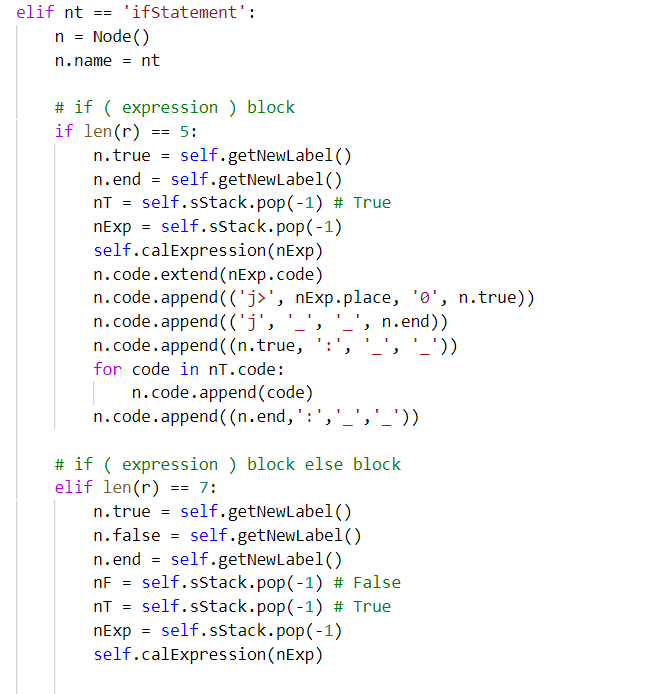 elif nt == 'ifStatement':
n = Node()
n.name = nt
# if ( expression ) block
if len(r) == 5:
n.true = self.getNewLabel()
n.end = self.getNewLabel()
nT = self.sStack.pop(-1) # True
nExp = self.sStack.pop(-1)
self.calExpression(nExp)
n.code.extend(nExp.code)
n.code.append(('j>', nExp.place, '0', n.true))
n.code.append(('j', '_', '_', n.end))
n.code.append((n.true, ':', '_', '_'))
for code in nT.code:
n.code.append(code)
n.code.append((n.end,':','_','_'))
# if ( expression ) block else block
elif len(r) == 7:
n.true = self.getNewLabel()
n.false = self.getNewLabel()
n.end = self.getNewLabel()
nF = self.sStack.pop(-1) # False
nT = self.sStack.pop(-1) # True
nExp = self.sStack.pop(-1)
self.calExpression(nExp)